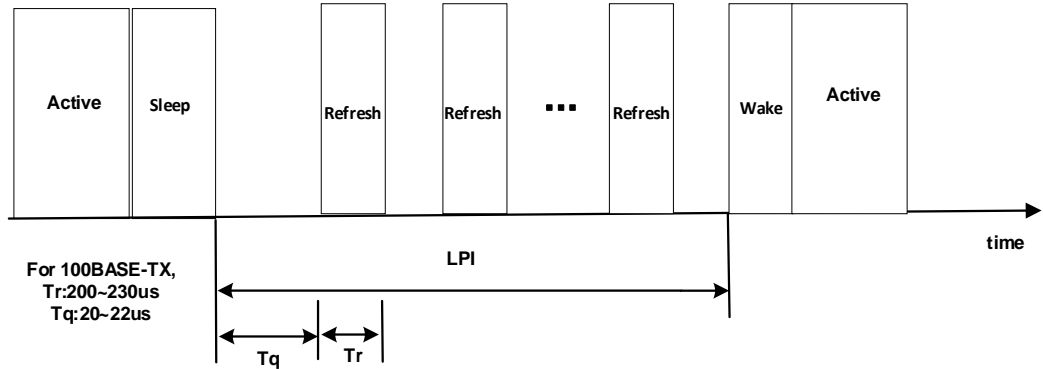 Active
Sleep
Refresh
Refresh
...
Refresh
Wake
Active
time
LPI
For 100BASE-TX,
Tr:200~230us
Tq:20~22us
Tq
Tr